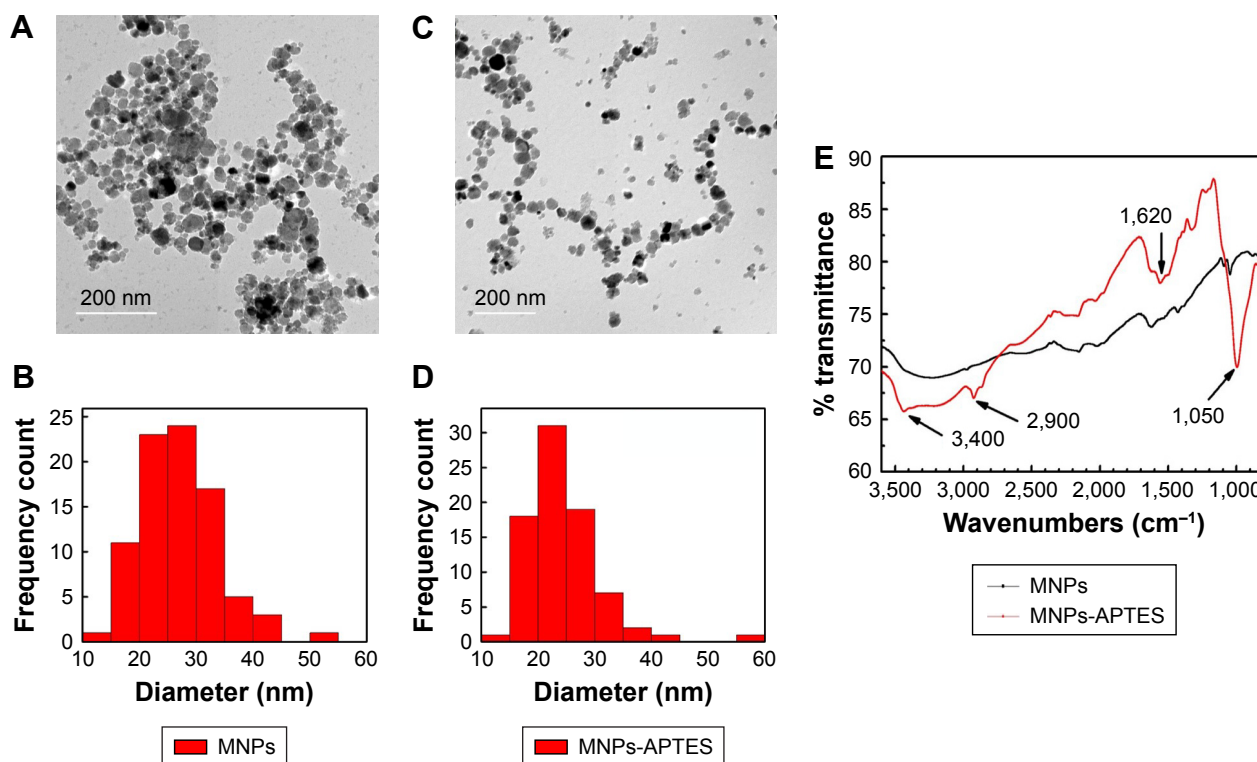 A
200 nm
B
25
20
15
10
5
0
10 20 30 40 50 60
Frequency count
Diameter (nm)
MNPs
C
200 nm
D
30
25
20
15
10
5
0
10 20 30 40 50 60
Frequency count
Diameter (nm)
MNPs-APTES
E
90
85
80
75
70
65
60
% transmittance
1,620
3,400
2,900
1,050
3,500 3,000 2,500 2,000 1,500 1,000
Wavenumbers (cm⁻¹)
MNPs
MNPs-APTES